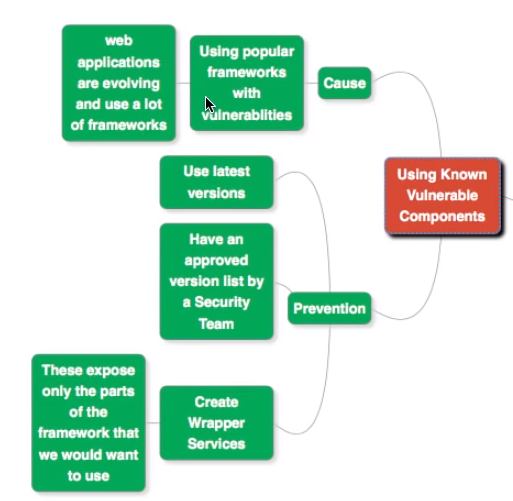 web
applications
are evolving
and use a lot
of frameworks
Using popular
frameworks
with
vulnerablities
Cause
Using Known
Vulnerable
Components
Use latest
versions
Have an
approved
version list by
a Security
Team
Prevention
These expose
only the parts
of the
framework that
we would want
to use
Create
Wrapper
Services